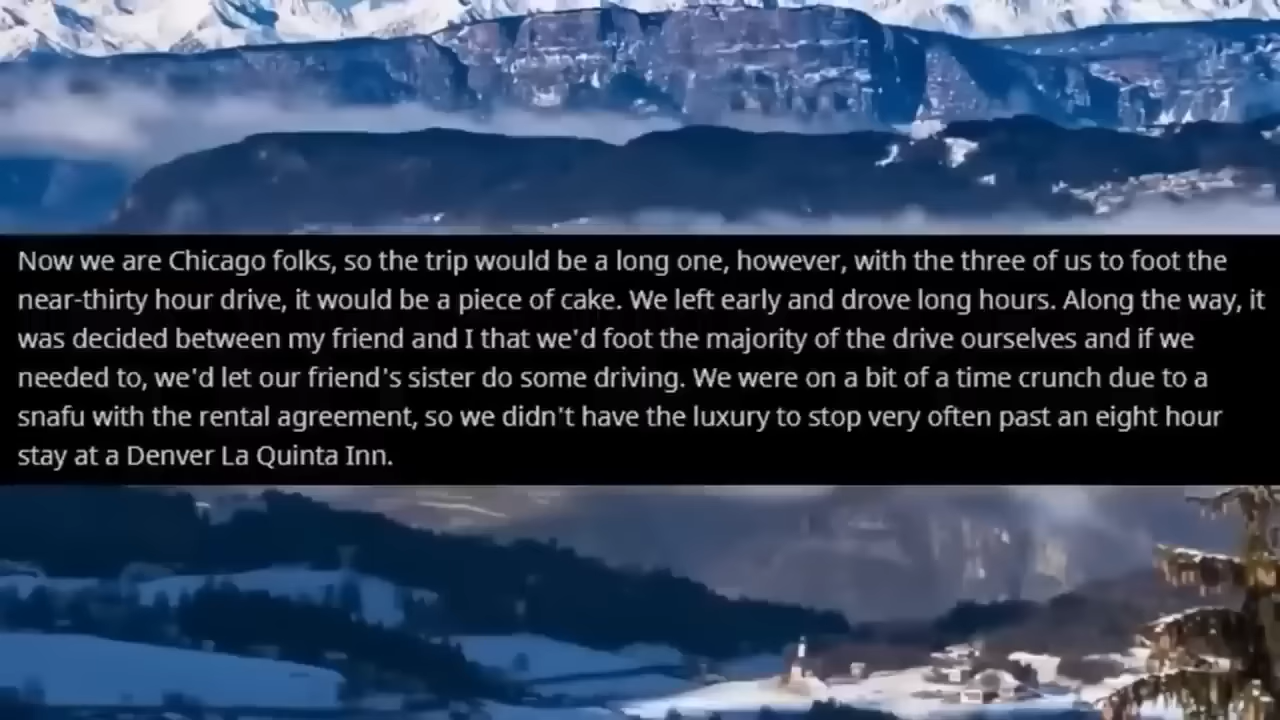 Now we are Chicago folks, so the trip would be a long one, however, with the three of us to foot the
near-thirty hour drive, it would be a piece of cake. We left early and drove long hours. Along the way, it
was decided between my friend and I that we'd foot the majority of the drive ourselves and if we
needed to, we'd let our friend's sister do some driving. We were on a bit of a time crunch due to a
snafu with the rental agreement, so we didn't have the luxury to stop very often past an eight hour
stay at a Denver La Quinta Inn.